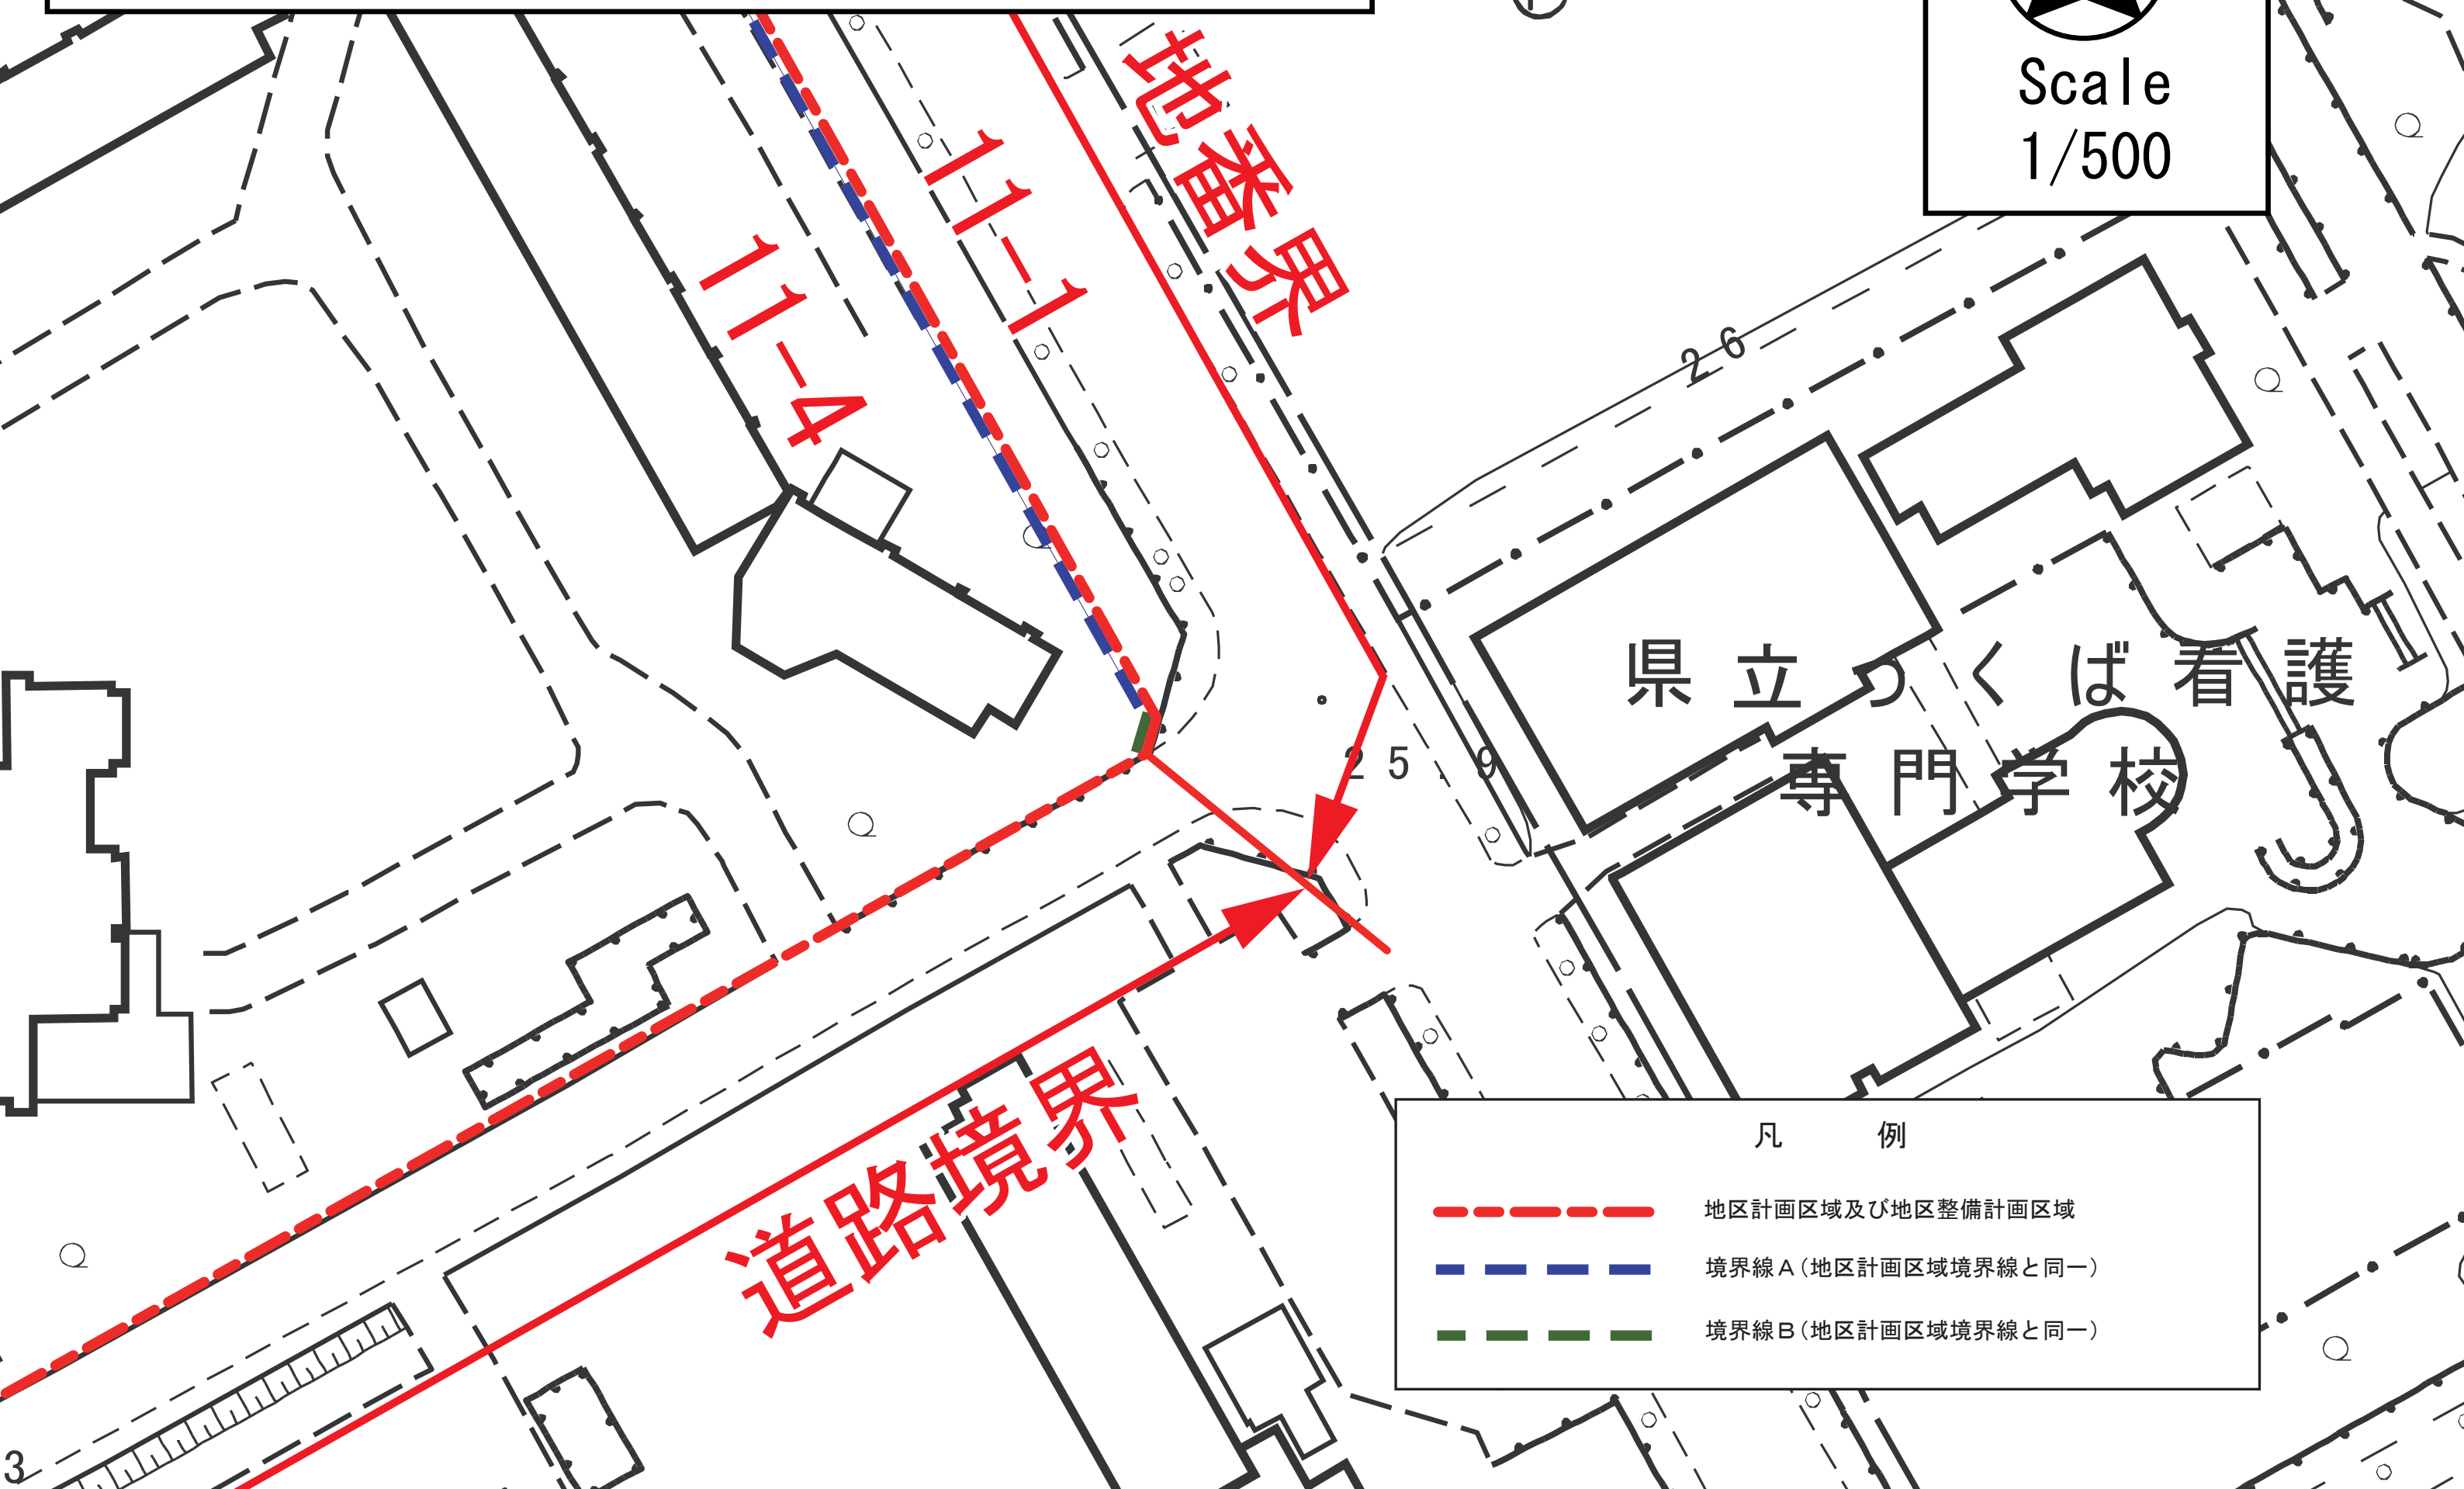 Scale
1/500
地番界
11-1
11-4
26
県立つくば看護
専門学校
25.9
道路境界
3
凡 例
地区計画区域及び地区整備計画区域
境界線A(地区計画区域境界線と同一)
境界線B(地区計画区域境界線と同一)